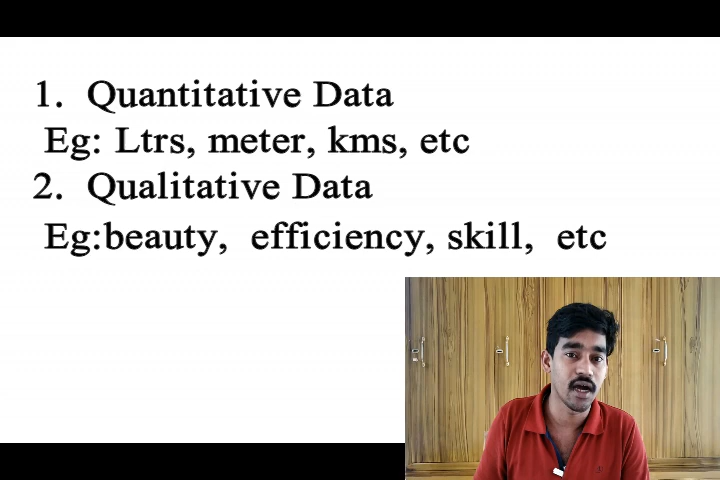 1. Quantitative Data
Eg: Ltrs, meter, kms, etc
2. Qualitative Data
Eg:beauty, efficiency, skill, etc